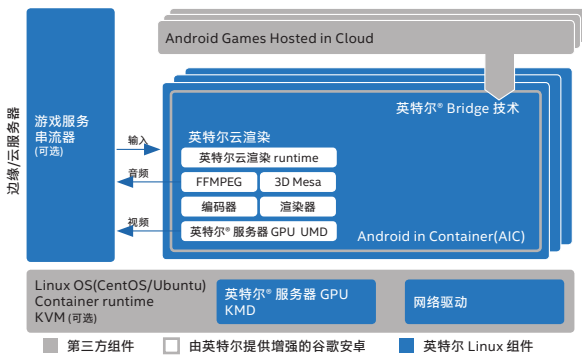 Android Games Hosted in Cloud
英特尔® Bridge 技术
边缘/云服务器
游戏服务
串流器
(可选)
输入
音频
视频
英特尔云渲染
英特尔云渲染 runtime
FFMPEG
3D Mesa
编码器
渲染器
英特尔® 服务器 GPU UMD
Android in Container(AIC)
Linux OS(CentOS/Ubuntu)
Container runtime
KVM (可选)
英特尔® 服务器 GPU
KMD
网络驱动
第三方组件
由英特尔提供增强的谷歌安卓
英特尔 Linux 组件